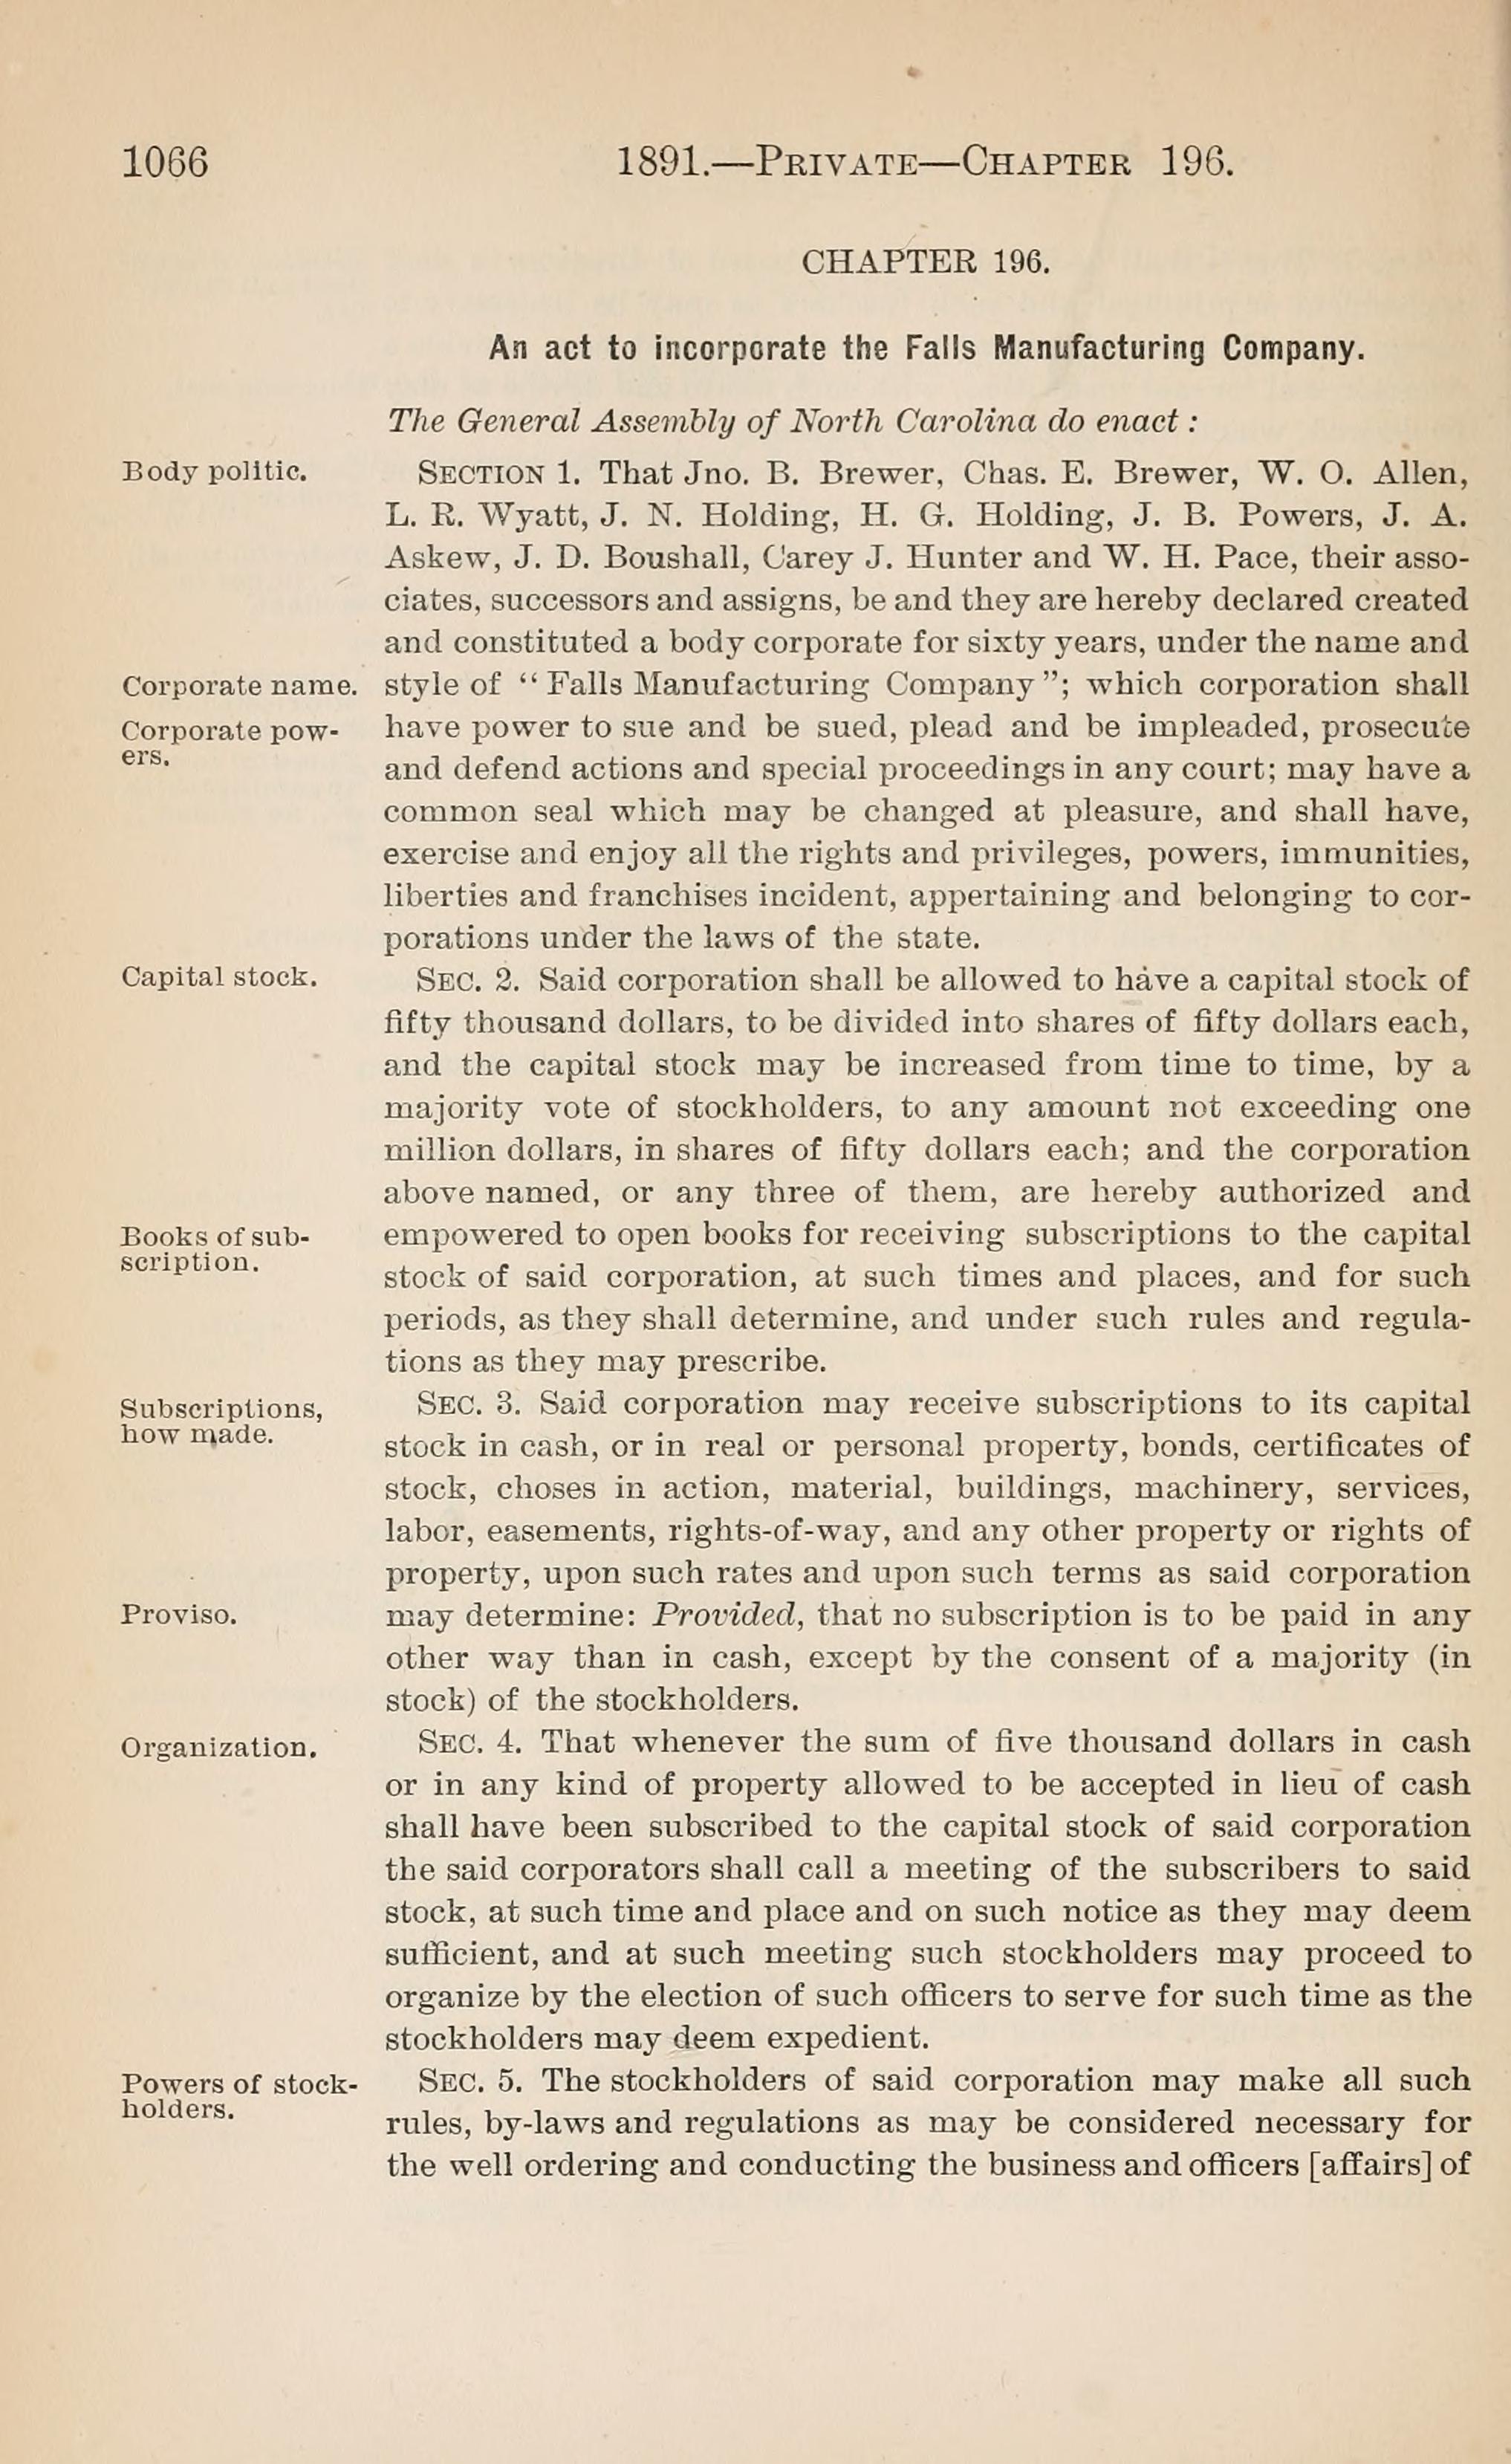 1066
1891.—PRIVATE—CHAPTER 196.
CHAPTER 196.
An act to incorporate the Falls Manufacturing Company.
The General Assembly of North Carolina do enact :
Body politic.
SECTION 1. That Jno. B. Brewer, Chas. E. Brewer, W. O. Allen,
L. R. Wyatt, J. N. Holding, H. G. Holding, J. B. Powers, J. A.
Askew, J. D. Boushall, Carey J. Hunter and W. H. Pace, their asso-
ciates, successors and assigns, be and they are hereby declared created
and constituted a body corporate for sixty years, under the name and
Corporate name.
style of “ Falls Manufacturing Company ”; which corporation shall
Corporate pow-
ers.
have power to sue and be sued, plead and be impleaded, prosecute
and defend actions and special proceedings in any court; may have a
common seal which may be changed at pleasure, and shall have,
exercise and enjoy all the rights and privileges, powers, immunities,
liberties and franchises incident, appertaining and belonging to cor-
porations under the laws of the state.
Capital stock.
SEC. 2. Said corporation shall be allowed to have a capital stock of
fifty thousand dollars, to be divided into shares of fifty dollars each,
and the capital stock may be increased from time to time, by a
majority vote of stockholders, to any amount not exceeding one
million dollars, in shares of fifty dollars each; and the corporation
above named, or any three of them, are hereby authorized and
Books of sub-
scription.
empowered to open books for receiving subscriptions to the capital
stock of said corporation, at such times and places, and for such
periods, as they shall determine, and under such rules and regula-
tions as they may prescribe.
Subscriptions,
how made.
SEC. 3. Said corporation may receive subscriptions to its capital
stock in cash, or in real or personal property, bonds, certificates of
stock, choses in action, material, buildings, machinery, services,
labor, easements, rights-of-way, and any other property or rights of
property, upon such rates and upon such terms as said corporation
Proviso.
may determine: Provided, that no subscription is to be paid in any
other way than in cash, except by the consent of a majority (in
stock) of the stockholders.
Organization.
SEC. 4. That whenever the sum of five thousand dollars in cash
or in any kind of property allowed to be accepted in lieu of cash
shall have been subscribed to the capital stock of said corporation
the said corporators shall call a meeting of the subscribers to said
stock, at such time and place and on such notice as they may deem
sufficient, and at such meeting such stockholders may proceed to
organize by the election of such officers to serve for such time as the
stockholders may deem expedient.
Powers of stock-
holders.
SEC. 5. The stockholders of said corporation may make all such
rules, by-laws and regulations as may be considered necessary for
the well ordering and conducting the business and officers [affairs] of